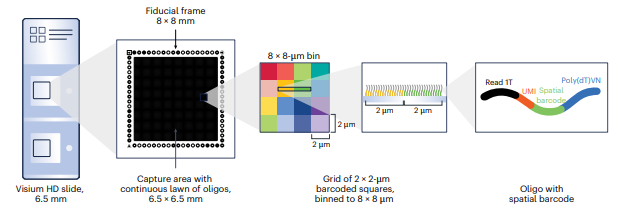 Fiducial frame
8 × 8 mm
8 × 8-µm bin
2 µm
2 µm
2 µm
2 µm
Read 1T
UMI
Spatial
barcode
Poly(dT)VN
Visium HD slide,
6.5 mm
Capture area with
continuous lawn of oligos,
6.5 × 6.5 mm
Grid of 2 × 2-µm
barcoded squares,
binned to 8 × 8 µm
Oligo with
spatial barcode